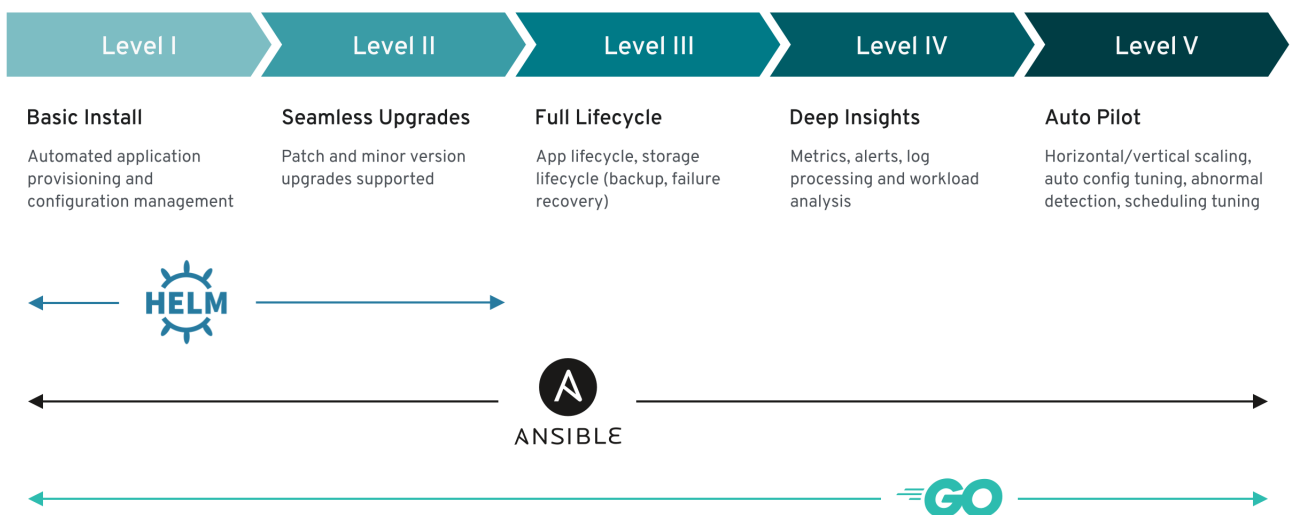 Level I
Level II
Level III
Level IV
Level V
Basic Install
Automated application
provisioning and
configuration management
Seamless Upgrades
Patch and minor version
upgrades supported
Full Lifecycle
App lifecycle, storage
lifecycle (backup, failure
recovery)
Deep Insights
Metrics, alerts, log
processing and workload
analysis
Auto Pilot
Horizontal/vertical scaling,
auto config tuning, abnormal
detection, scheduling tuning
HELM
A
ANSIBLE
GO